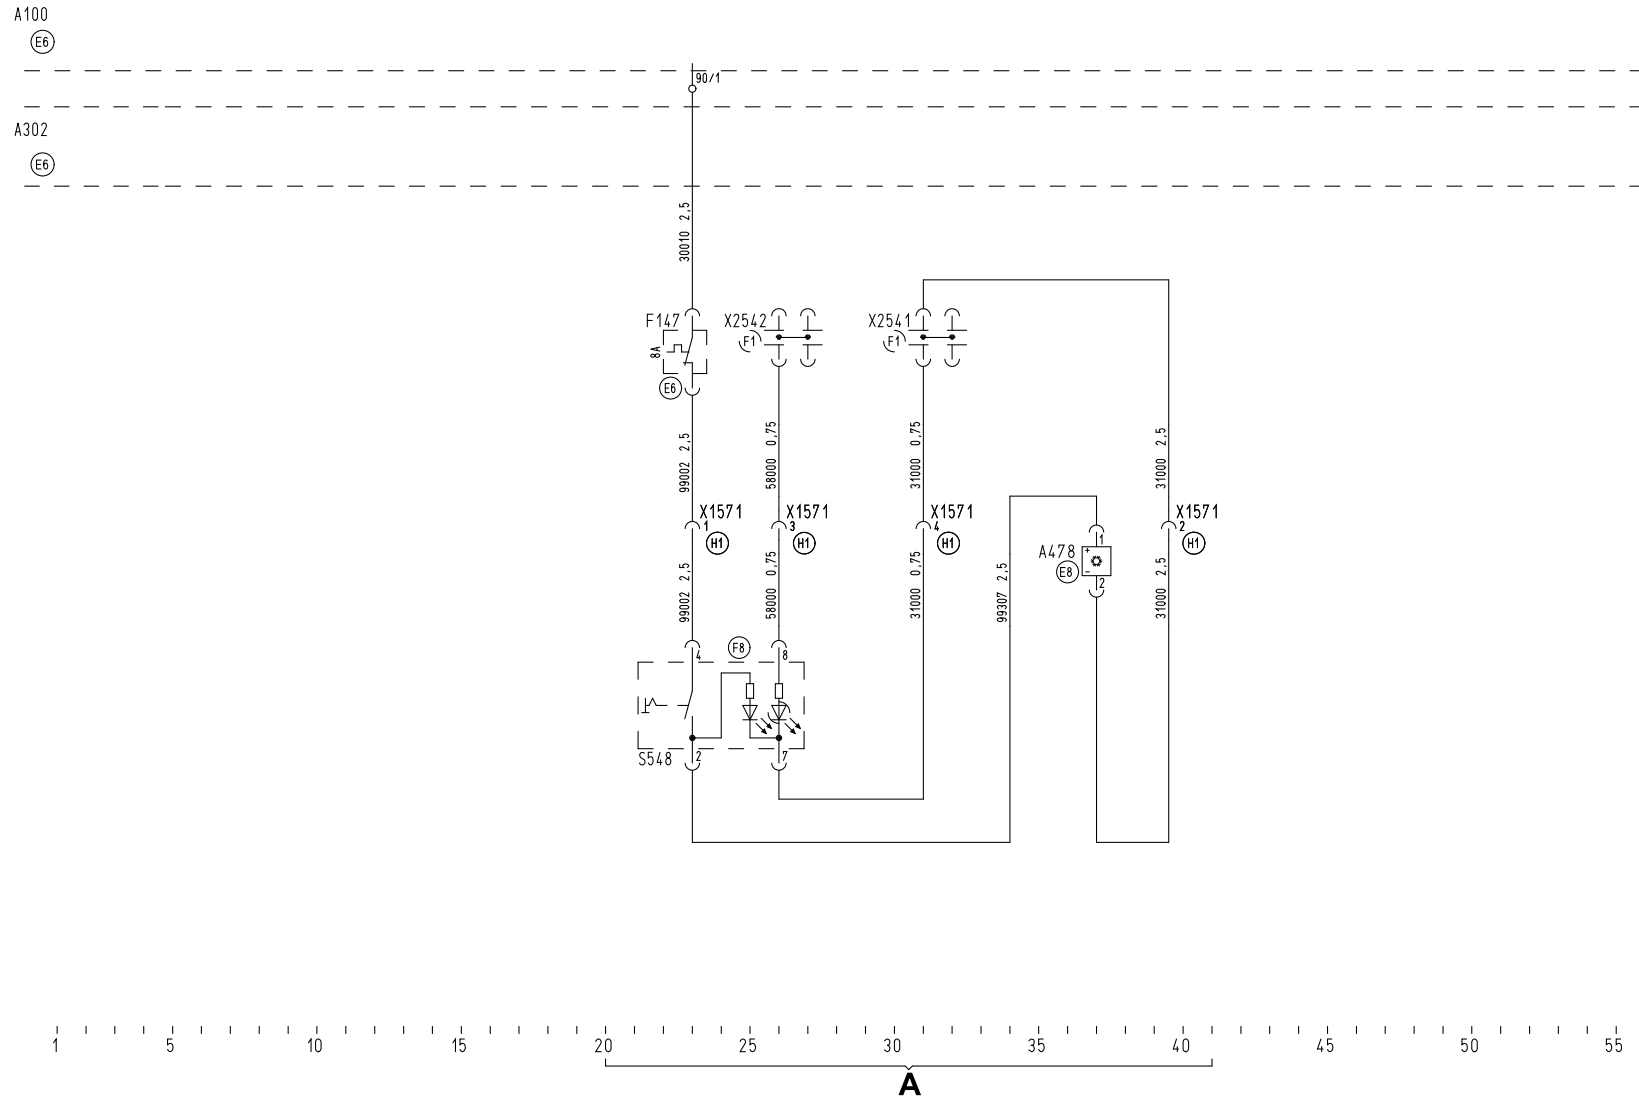 A100
E6
90/1
A302
E6
30010 2,5
F147
8A
E6
X2542
F1
X2541
F1
99002 2,5
58000 0,75
31000 0,75
31000 2,5
X1571
1
H1
X1571
3
H1
X1571
4
H1
X1571
2
H1
A478
E8
1
+
-
2
99002 2,5
58000 0,75
31000 0,75
99307 2,5
31000 2,5
F8
4
8
S548
2
7
1 5 10 15 20 25 30 35 40 45 50 55
A